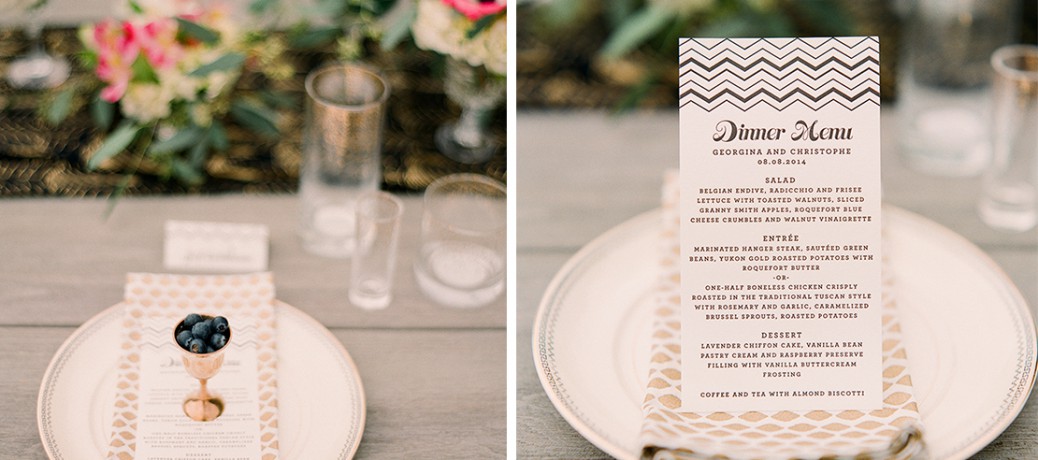 Dinner Menu
GEORGINA AND CHRISTOPHE
08.08.2014
SALAD
BELGIAN ENDIVE, RADICCHIO AND FRISEE
LETTUCE WITH TOASTED WALNUTS, SLICED
GRANNY SMITH APPLES, ROQUEFORT BLUE
CHEESE CRUMBLES AND WALNUT VINAIGRETTE
ENTRÉE
MARINATED HANGER STEAK, SAUTÉED GREEN
BEANS, YUKON GOLD ROASTED POTATOES WITH
ROQUEFORT BUTTER
-OR-
ONE-HALF BONELESS CHICKEN CRISPLY
ROASTED IN THE TRADITIONAL TUSCAN STYLE
WITH ROSEMARY AND GARLIC, CARAMELIZED
BRUSSEL SPROUTS, ROASTED POTATOES
DESSERT
LAVENDER CHIFFON CAKE, VANILLA BEAN
PASTRY CREAM AND RASPBERRY PRESERVE
FILLING WITH VANILLA BUTTERCREAM
FROSTING
COFFEE AND TEA WITH ALMOND BISCOTTI